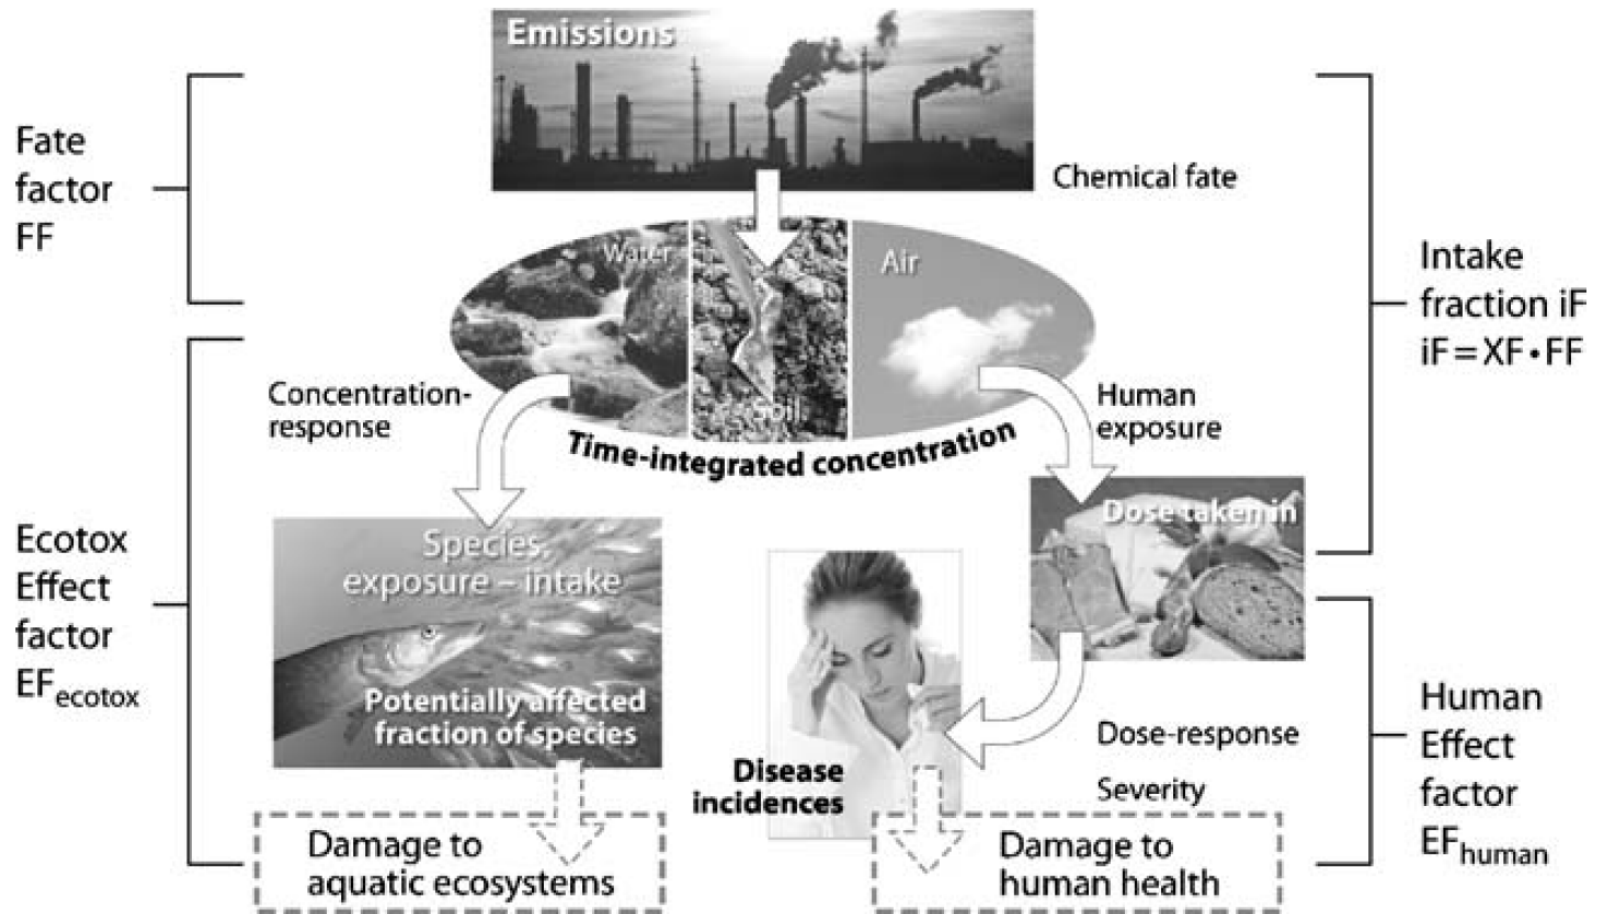 Emissions
Fate
factor
FF
Chemical fate
Water
Air
Soil
Intake
fraction iF
iF=XF•FF
Concentration-
response
Human
exposure
Time-integrated concentration
Dose taken in
Ecotox
Effect
factor
EFecotox
Species,
exposure – intake
Potentially affected
fraction of species
Disease
incidences
Dose-response
Severity
Human
Effect
factor
EFhuman
Damage to
aquatic ecosystems
Damage to
human health